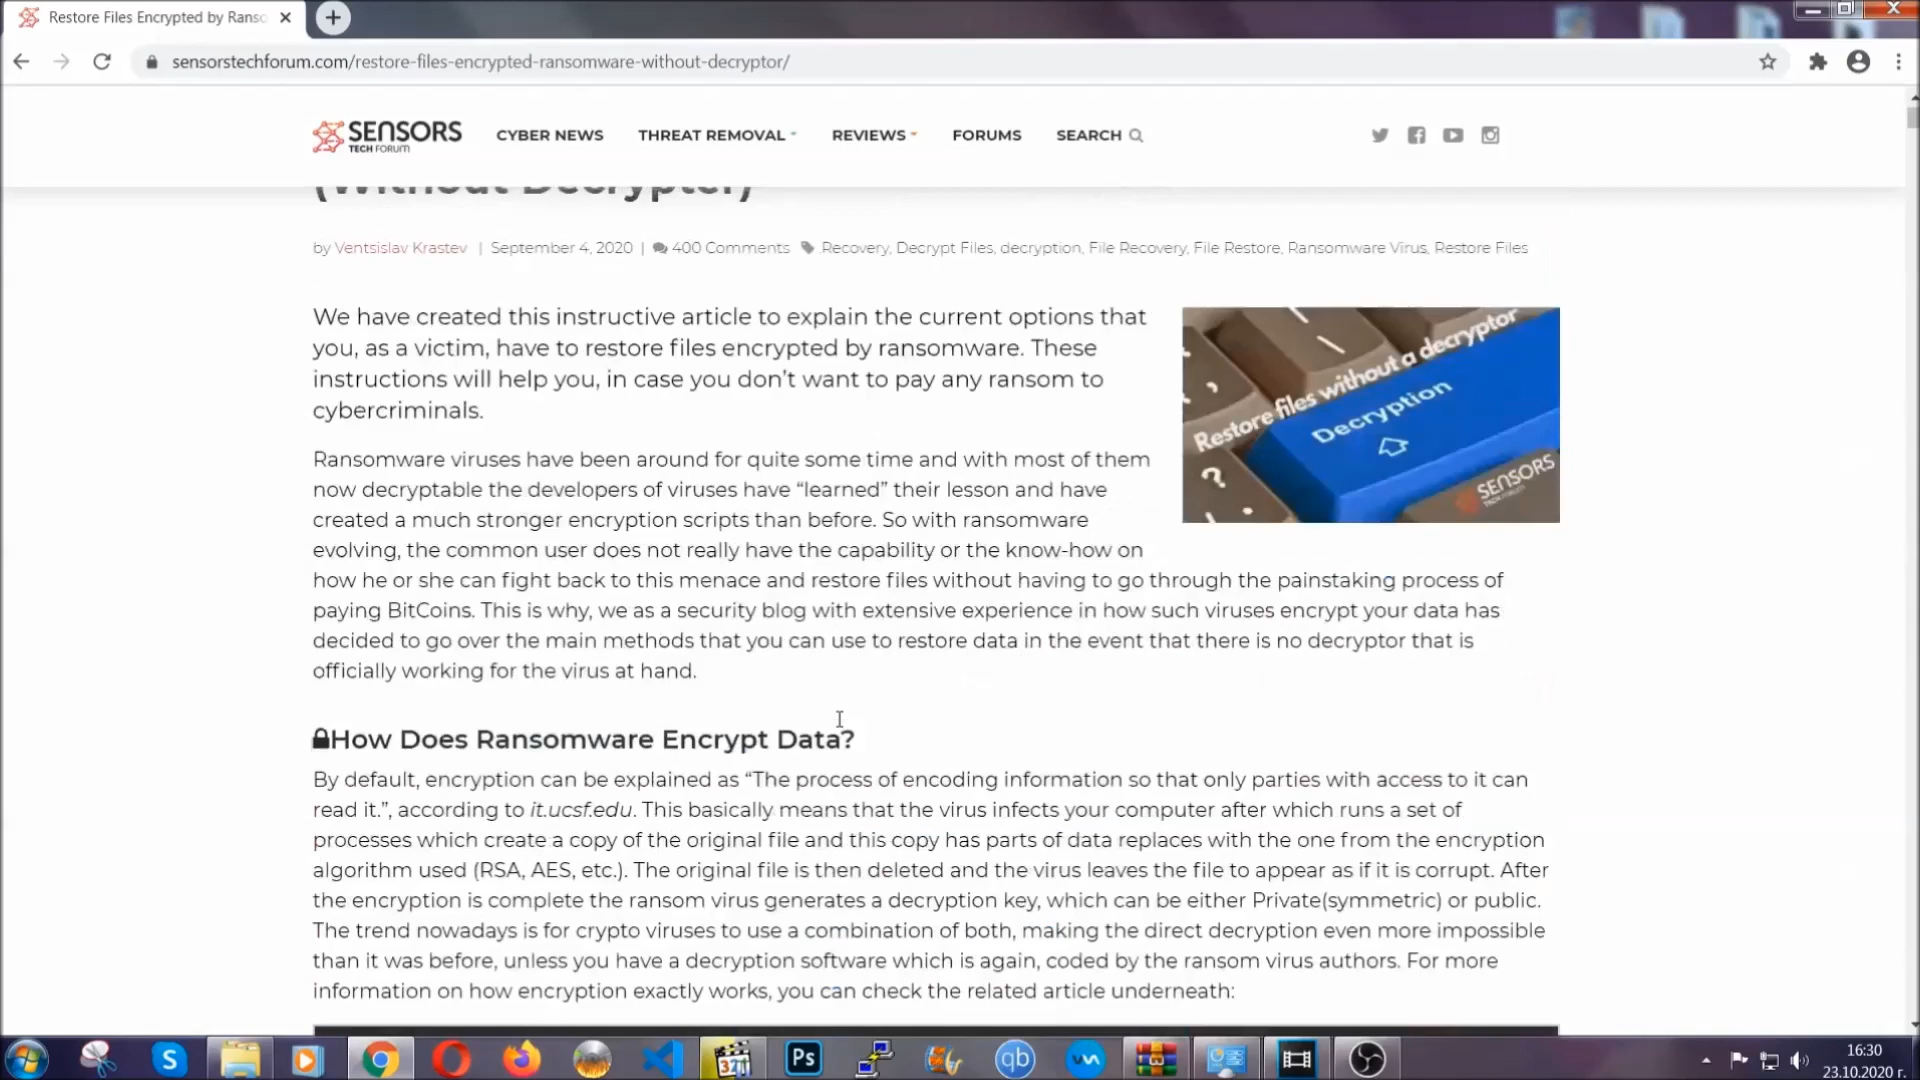 Restore Files Encrypted by Ranso
sensorstechforum.com/restore-files-encrypted-ransomware-without-decryptor/
SENSORS
TECH FORUM
CYBER NEWS
THREAT REMOVAL
REVIEWS
FORUMS
SEARCH
(Without Decrypter)
by Ventsislav Krastev | September 4, 2020 | 400 Comments Recovery, Decrypt Files, decryption, File Recovery, File Restore, Ransomware Virus, Restore Files
We have created this instructive article to explain the current options that
you, as a victim, have to restore files encrypted by ransomware. These
instructions will help you, in case you don't want to pay any ransom to
cybercriminals.
Restore files without a decryptor
Decryption
?
SENSORS
TECH FORUM
Ransomware viruses have been around for quite some time and with most of them
now decryptable the developers of viruses have “learned” their lesson and have
created a much stronger encryption scripts than before. So with ransomware
evolving, the common user does not really have the capability or the know-how on
how he or she can fight back to this menace and restore files without having to go through the painstaking process of
paying BitCoins. This is why, we as a security blog with extensive experience in how such viruses encrypt your data has
decided to go over the main methods that you can use to restore data in the event that there is no decryptor that is
officially working for the virus at hand.
How Does Ransomware Encrypt Data?
By default, encryption can be explained as “The process of encoding information so that only parties with access to it can
read it.”, according to it.ucsf.edu. This basically means that the virus infects your computer after which runs a set of
processes which create a copy of the original file and this copy has parts of data replaces with the one from the encryption
algorithm used (RSA, AES, etc.). The original file is then deleted and the virus leaves the file to appear as if it is corrupt. After
the encryption is complete the ransom virus generates a decryption key, which can be either Private(symmetric) or public.
The trend nowadays is for crypto viruses to use a combination of both, making the direct decryption even more impossible
than it was before, unless you have a decryption software which is again, coded by the ransom virus authors. For more
information on how encryption exactly works, you can check the related article underneath:
S
321
Ps
qb
16:30
23.10.2020 г.